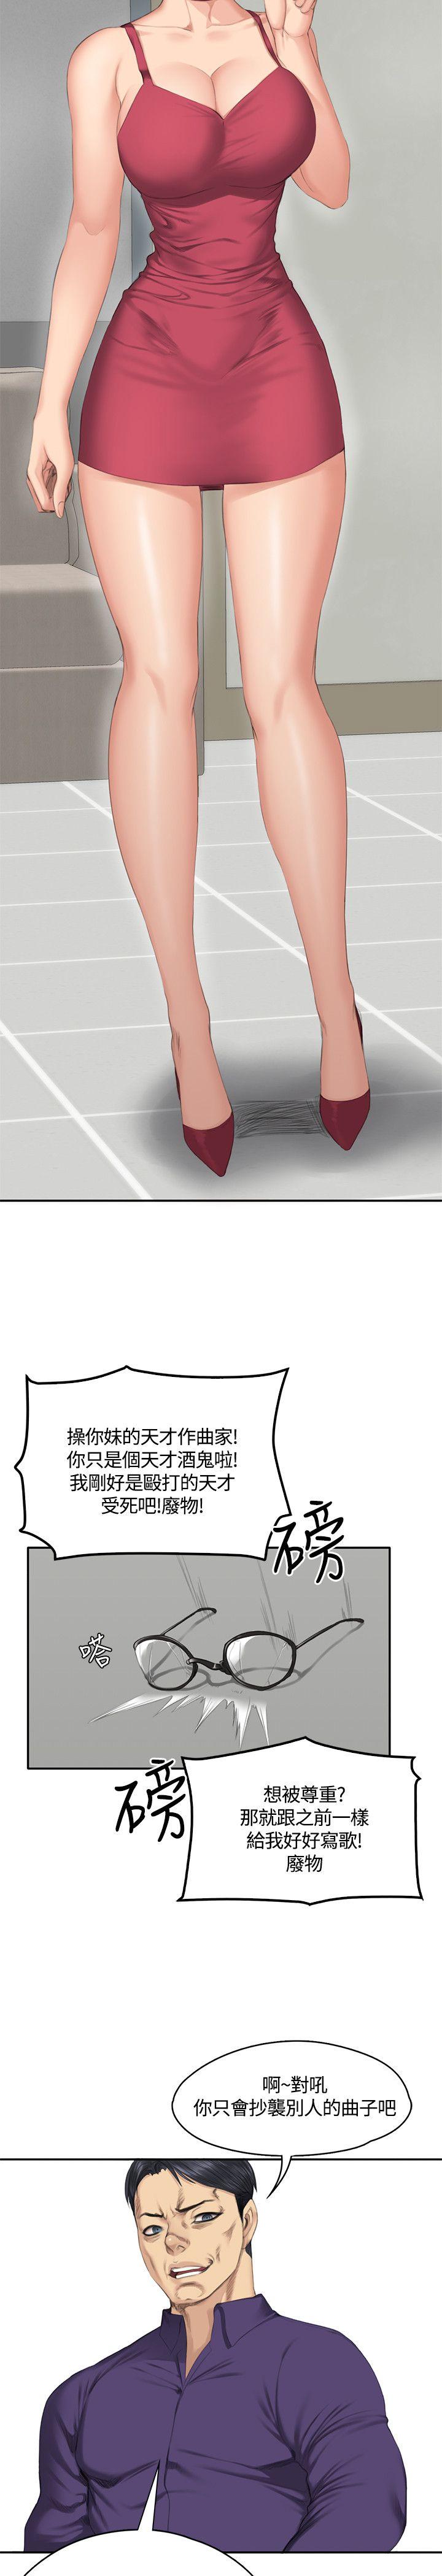 操你妹的天才作曲家!
你只是個天才酒鬼啦!
我剛好是毆打的天才
受死吧!廢物!
磅
嗒
磅
想被尊重?
那就跟之前一樣
給我好好寫歌!
廢物
啊~對吼
你只會抄襲別人的曲子吧